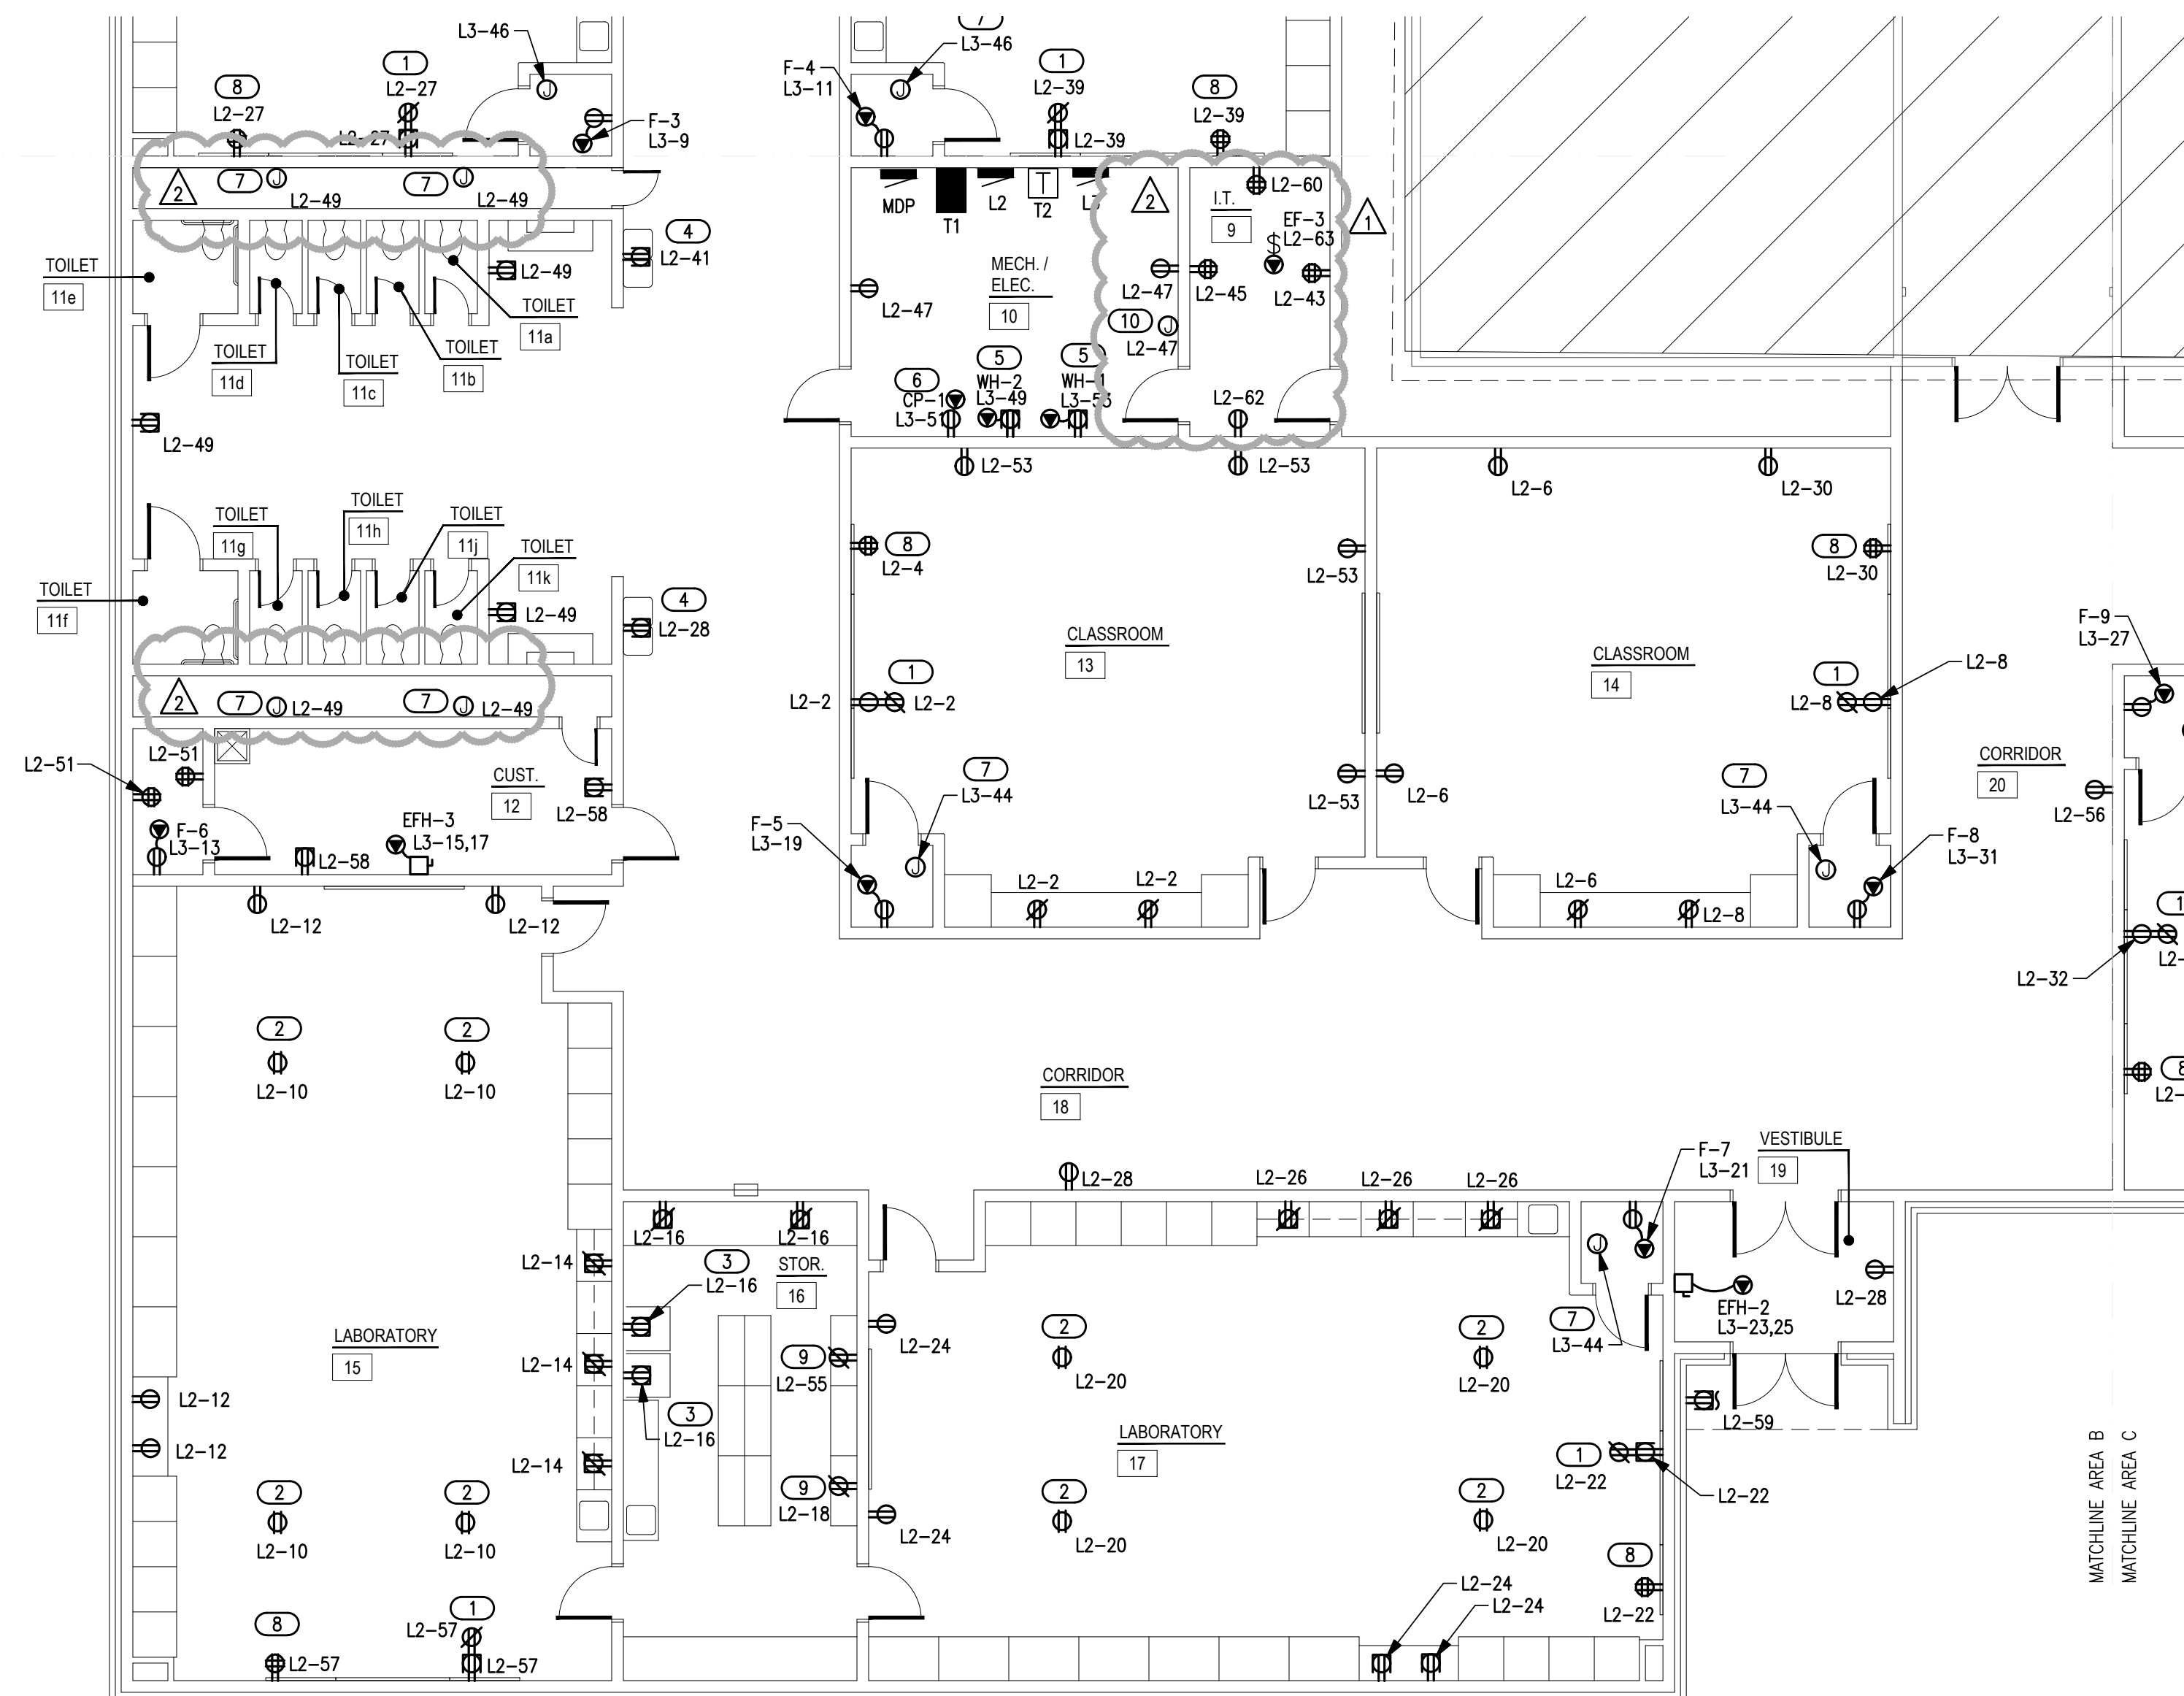 L3-46
7
L3-46
1
L2-27
8
L2-27
L2-27
F-3
L3-9
F-4
L3-11
1
L2-39
L2-39
8
L2-39
2
7
J
L2-49
7
J
L2-49
MDP
T1
L2
T
T2
2
I.T.
9
L2-60
EF-3
L2-63
$
1
4
L2-41
L2-49
TOILET
11e
TOILET
11a
TOILET
11b
TOILET
11c
TOILET
11d
MECH. /
ELEC.
10
L2-47
L2-47
L2-45
L2-43
10
J
L2-47
6
CP-1
L3-51
5
WH-2
L3-49
5
WH-1
L3-53
L2-62
L2-49
L2-53
L2-53
L2-6
L2-30
TOILET
11g
TOILET
11h
TOILET
11j
TOILET
11k
TOILET
11f
L2-49
4
L2-28
8
L2-4
L2-53
8
L2-30
CLASSROOM
13
CLASSROOM
14
F-9
L3-27
2
7
J
L2-49
7
J
L2-49
L2-2
1
L2-2
1
L2-8
L2-8
L2-51
L2-51
CUST.
12
L2-58
F-6
L3-13
L2-58
EFH-3
L3-15,17
7
L3-44
J
F-5
L3-19
L2-53
L2-6
7
L3-44
J
F-8
L3-31
CORRIDOR
20
L2-56
L2-12
L2-12
L2-2
L2-2
L2-6
L2-8
1
L2-
L2-32
8
L2-
2
L2-10
2
L2-10
CORRIDOR
18
VESTIBULE
19
F-7
L3-21
L2-28
L2-26
L2-26
L2-26
L2-16
L2-16
L2-14
3
L2-16
STOR.
16
J
7
L3-44
EFH-2
L3-23,25
L2-28
LABORATORY
15
L2-14
L2-24
2
L2-20
2
L2-20
9
L2-55
3
L2-16
L2-12
L2-12
L2-14
LABORATORY
17
L2-59
1
L2-22
L2-22
9
L2-18
L2-24
2
L2-10
2
L2-10
2
L2-20
2
L2-20
8
L2-22
L2-24
L2-24
8
L2-57
1
L2-57
L2-57
MATCHLINE AREA B
MATCHLINE AREA C